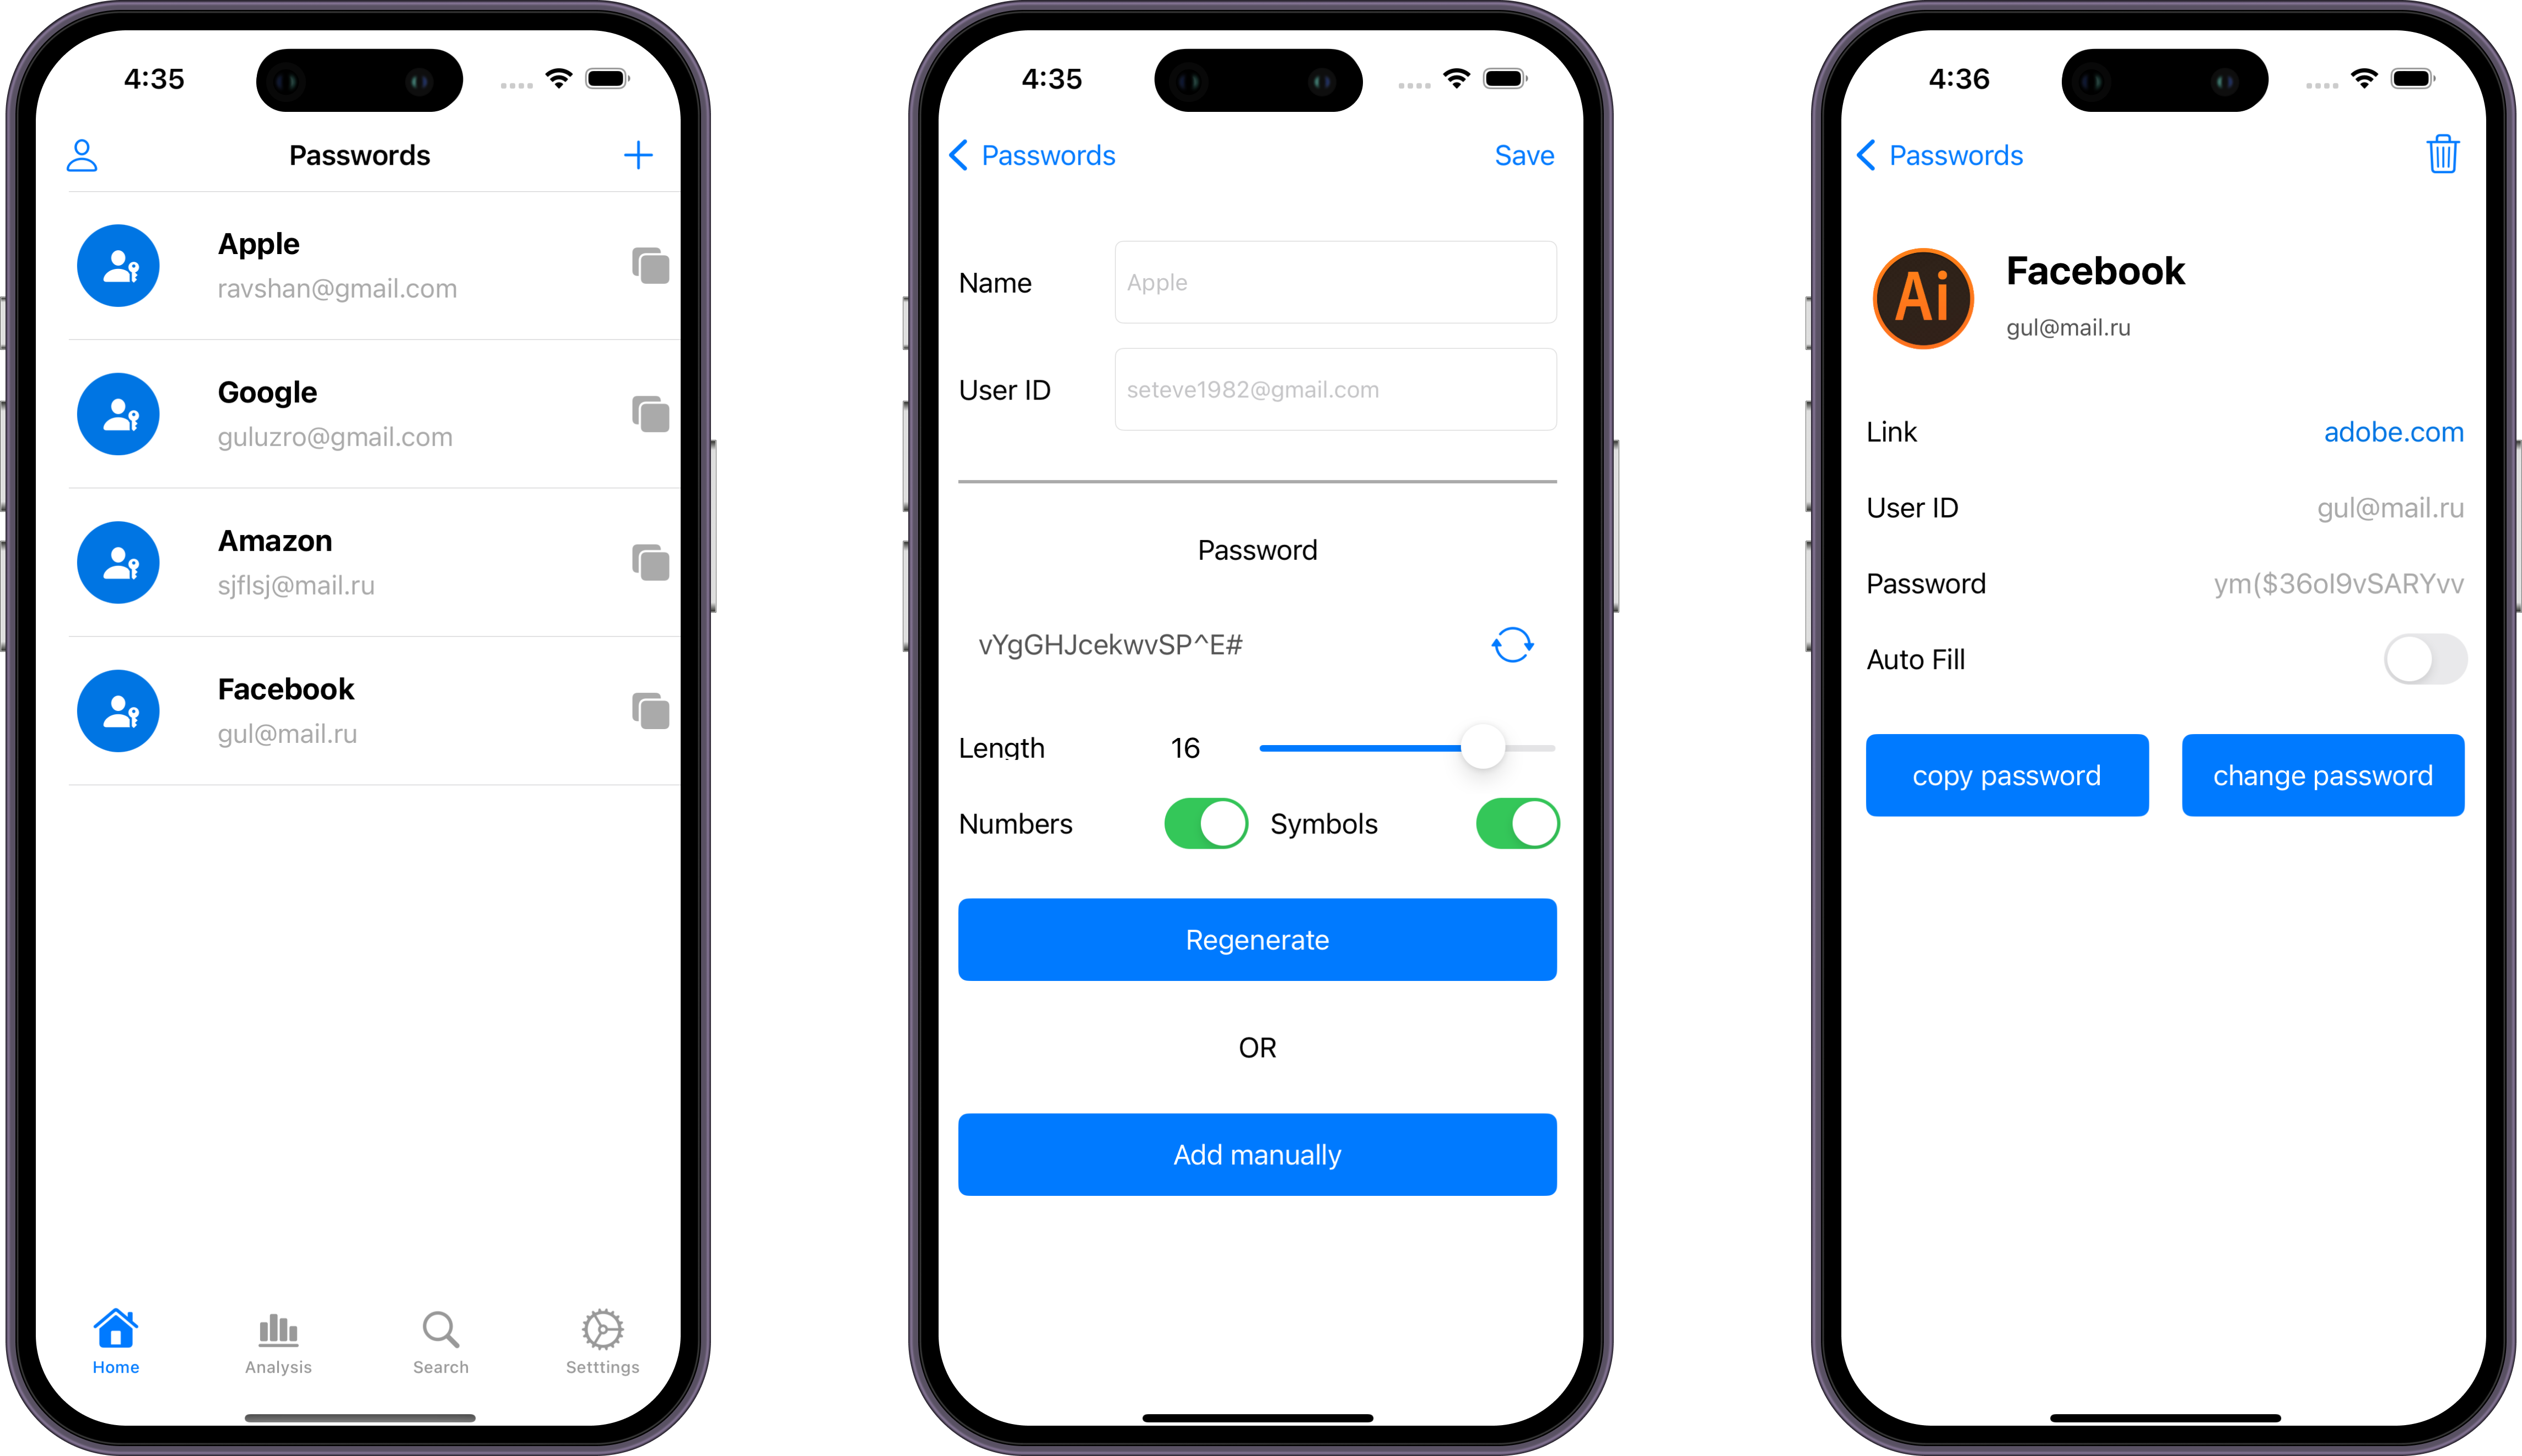 4:35
Passwords
Apple
ravshan@gmail.com
Google
guluzro@gmail.com
Amazon
sjflsj@mail.ru
Facebook
gul@mail.ru
Home
Analysis
Search
Setttings
4:35
Passwords
Save
Name
Apple
User ID
seteve1982@gmail.com
Password
vYgGHJcekwvSP^E#
Length 16
Numbers
Symbols
Regenerate
OR
Add manually
4:36
Passwords
Ai
Facebook
gul@mail.ru
Link
adobe.com
User ID
gul@mail.ru
Password
ym($36oI9vSARYvv
Auto Fill
copy password
change password